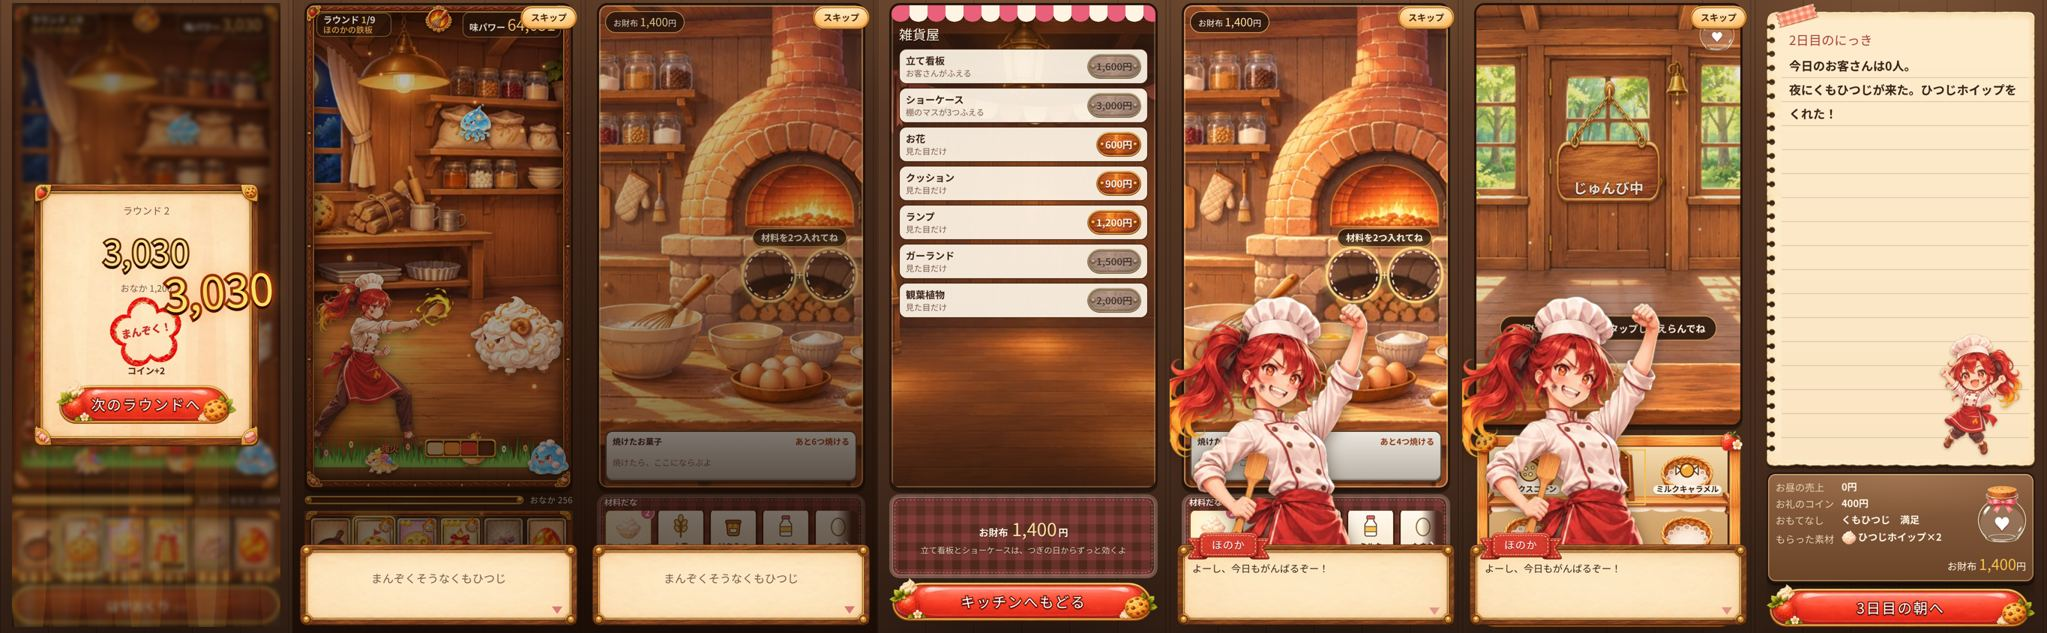 ラウンド 2
3,030
おなか 1,20
3,030
まんぞく！
コイン+2
次のラウンドへ
ラウンド 1/9
ほのかの鉄板
味パワー
スキップ
おなか 256
まんぞくそうなくもひつじ
お財布 1,400円
スキップ
材料を2つ入れてね
焼けたお菓子
あと6つ焼ける
焼けたら、ここにならぶよ
材料だな
まんぞくそうなくもひつじ
雑貨屋
立て看板
1,600円
お客さんがふえる
ショーケース
3,000円
棚のマスが3つふえる
お花
600円
見た目だけ
クッション
900円
見た目だけ
ランプ
1,200円
見た目だけ
ガーランド
1,500円
見た目だけ
観葉植物
2,000円
見た目だけ
お財布 1,400円
立て看板とショーケースは、つぎの日からずっと効くよ
キッチンへもどる
お財布 1,400円
スキップ
材料を2つ入れてね
焼け
あと4つ焼ける
材料だな
ほのか
よーし、今日もがんばるぞー！
スキップ
じゅんび中
タップし
えらんでね
ミルクキャラメル
ほのか
よーし、今日もがんばるぞー！
2日目のにっき
今日のお客さんは0人。
夜にくもひつじが来た。ひつじホイップを
くれた！
お昼の売上 0円
お礼のコイン 400円
おもてなし くもひつじ 満足
もらった素材 ひつじホイップ×2
お財布 1,400円
3日目の朝へ